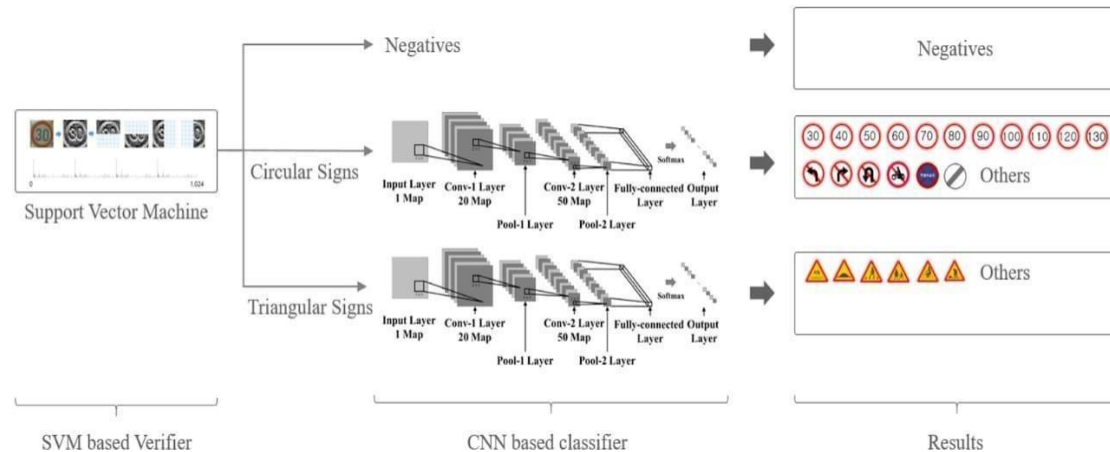 Negatives
Negatives
30
0
1,024
Support Vector Machine
Circular Signs
Input Layer
1 Map
Conv-1 Layer
20 Map
Pool-1 Layer
Conv-2 Layer
50 Map
Pool-2 Layer
Fully-connected
Layer
Softmax
Output
Layer
30 40 50 60 70 80 90 100 110 120 130
Others
Triangular Signs
Input Layer
1 Map
Conv-1 Layer
20 Map
Pool-1 Layer
Conv-2 Layer
50 Map
Pool-2 Layer
Fully-connected
Layer
Softmax
Output
Layer
Others
SVM based Verifier
CNN based classifier
Results